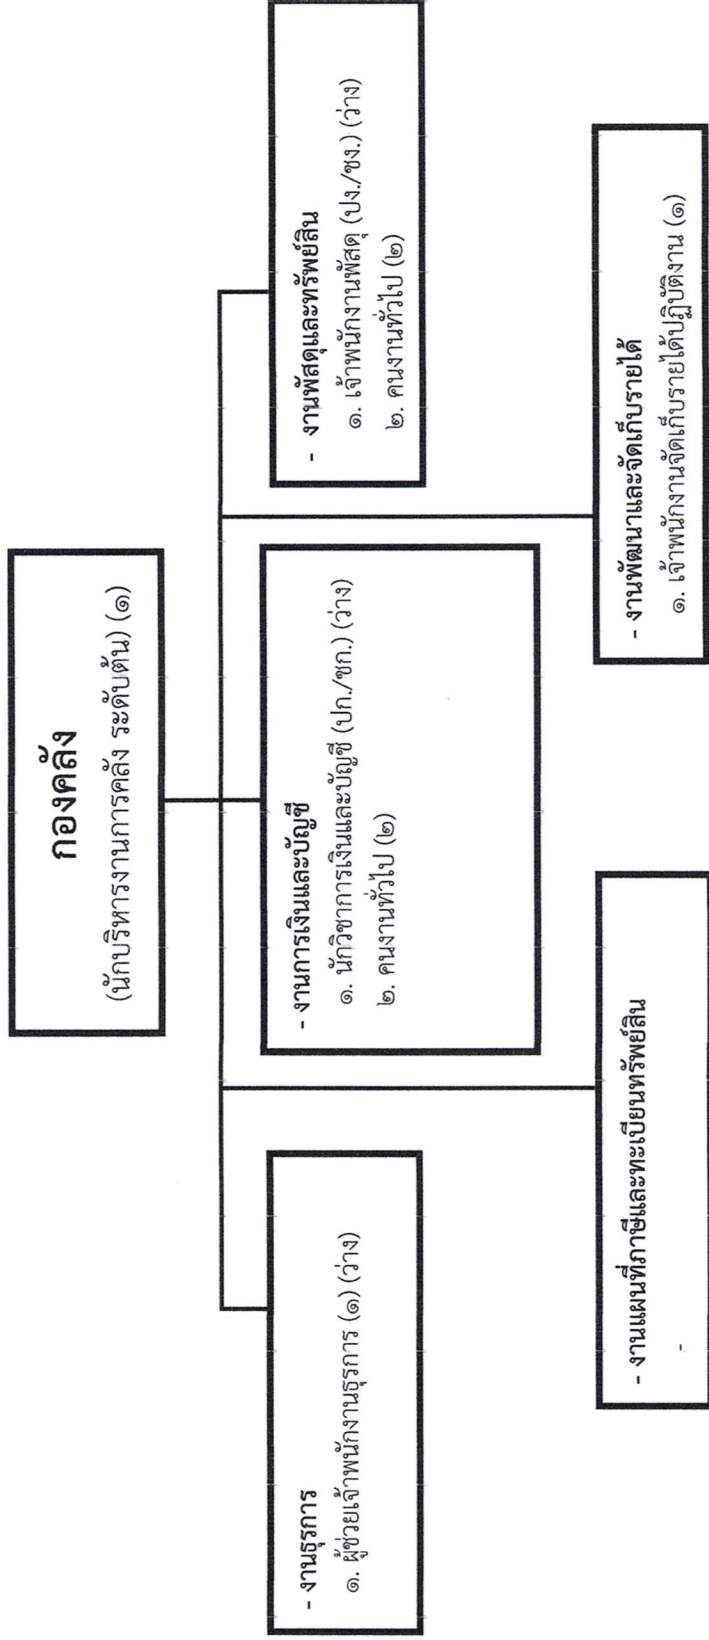 กองคลัง
(นักบริหารงานการคลัง ระดับต้น) (๑)
- งานธุรการ
๑. ผู้ช่วยเจ้าพนักงานธุรการ (๑) (ว่าง)
- งานการเงินและบัญชี
๑. นักวิชาการเงินและบัญชี (ปก./ชก.) (ว่าง)
๒. คนงานทั่วไป (๒)
- งานพัสดุและทรัพย์สิน
๑. เจ้าพนักงานพัสดุ (ปง./ชง.) (ว่าง)
๒. คนงานทั่วไป (๒)
- งานแผนที่ภาษีและทะเบียนทรัพย์สิน
-
- งานพัฒนาและจัดเก็บรายได้
๑. เจ้าพนักงานจัดเก็บรายได้ปฏิบัติงาน (๑)